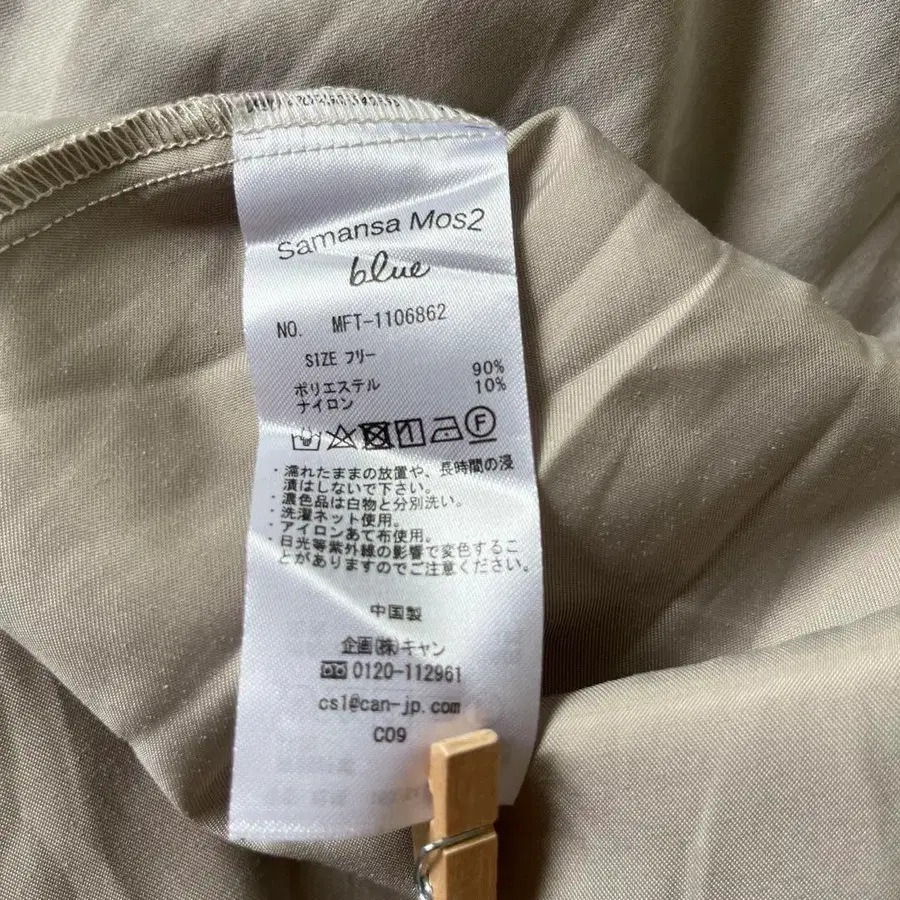 Samansa Mos2
blue
NO. MFT-1106862
SIZE フリー
ポリエステル 90%
ナイロン 10%
・濡れたままの放置や、長時間の浸
漬はしないで下さい。
・濃色品は白物と分別洗い。
・洗濯ネット使用。
・アイロンあて布使用。
・日光等紫外線の影響で変色するこ
とがありますのでご注意ください。
中国製
企画(株)キャン
0120-112961
cs1@can-jp.com
C09